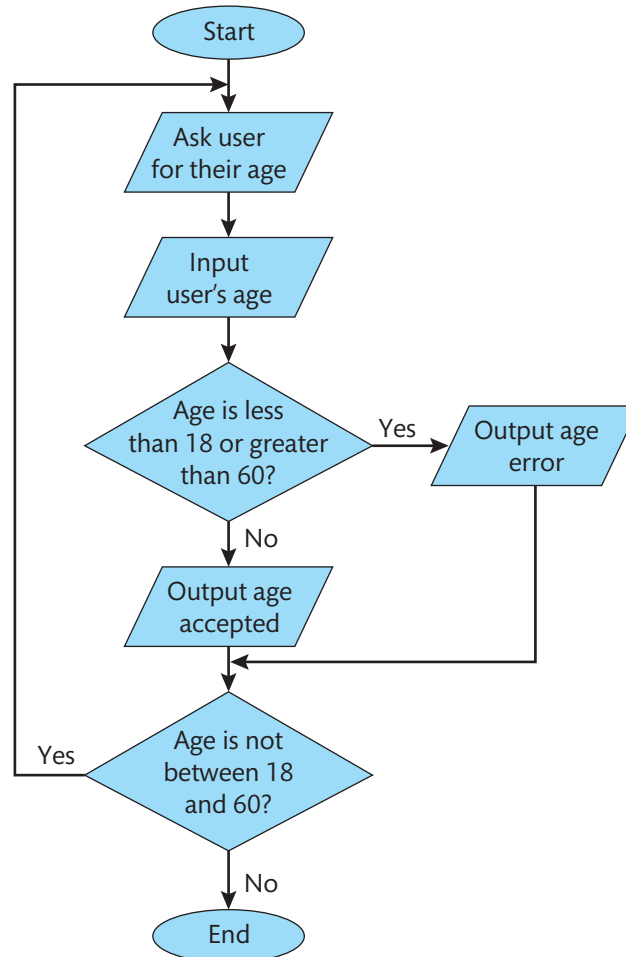 Start
Ask user
for their age
Input
user's age
Age is less
than 18 or greater
than 60?
Yes
Output age
error
No
Output age
accepted
Age is not
between 18
and 60?
Yes
No
End